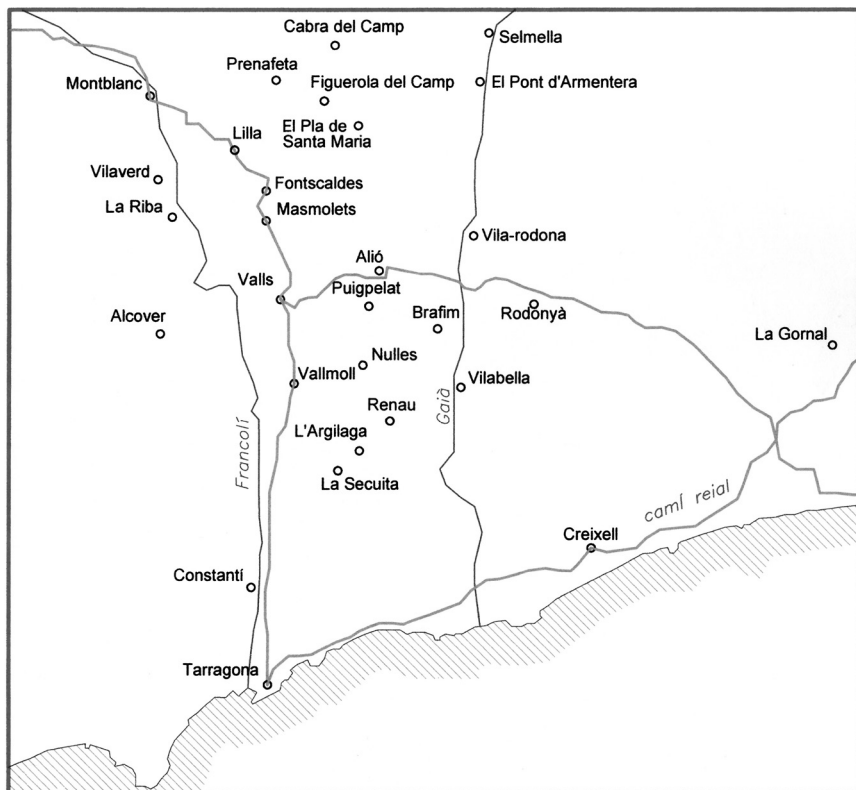 Cabra del Camp
Selmella
Prenafeta
Montblanc
Figuerola del Camp
El Pont d'Armentera
El Pla de
Santa Maria
Lilla
Vilaverd
Fontscaldes
La Riba
Masmolets
Vila-rodona
Alió
Valls
Puigpelat
Alcover
Brafim
Rodonyà
La Gornal
Nulles
Vallmoll
Vilabella
Gaià
Renau
L'Argilaga
Francolí
La Secuita
camí reial
Creixell
Constantí
Tarragona